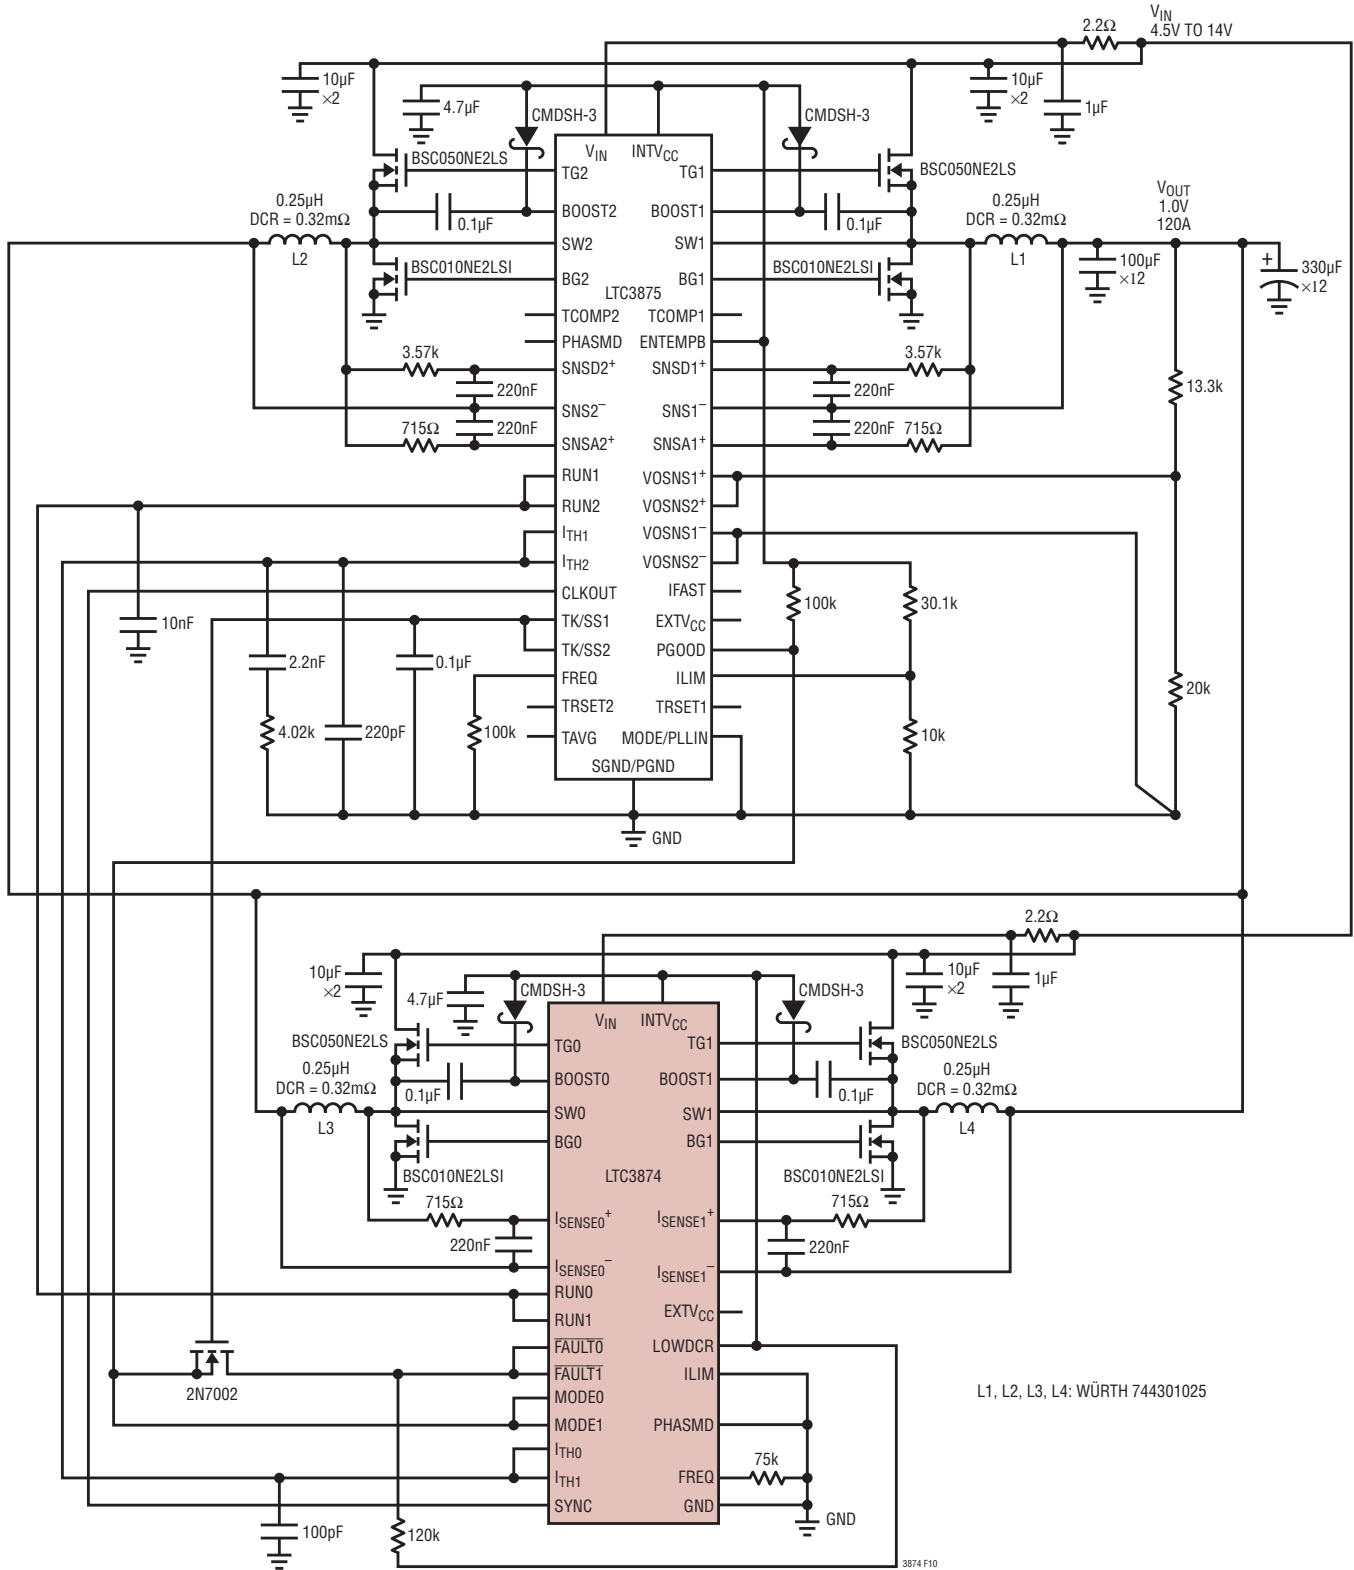 VIN
4.5V TO 14V
2.2Ω
10µF
×2
4.7µF
CMDSH-3
CMDSH-3
10µF
×2
1µF
VIN
INTVCC
BSC050NE2LS
TG2
TG1
BSC050NE2LS
0.25µH
DCR = 0.32mΩ
L2
0.1µF
BOOST2
BOOST1
0.1µF
0.25µH
DCR = 0.32mΩ
L1
VOUT
1.0V
120A
SW2
SW1
BSC010NE2LSI
BG2
BG1
BSC010NE2LSI
100µF
×12
+
330µF
×12
LTC3875
TCOMP2
TCOMP1
PHASMD
ENTEMPB
3.57k
SNSD2+
SNSD1+
3.57k
220nF
220nF
13.3k
SNS2–
SNS1–
715Ω
220nF
220nF
715Ω
SNSA2+
SNSA1+
RUN1
VOSNS1+
RUN2
VOSNS2+
ITH1
VOSNS1–
ITH2
VOSNS2–
CLKOUT
IFAST
100k
30.1k
10nF
TK/SS1
EXTVCC
TK/SS2
PGOOD
2.2nF
0.1µF
FREQ
ILIM
20k
TRSET2
TRSET1
4.02k
220pF
100k
TAVG
MODE/PLLIN
10k
SGND/PGND
GND
2.2Ω
10µF
×2
4.7µF
CMDSH-3
CMDSH-3
10µF
×2
1µF
VIN
INTVCC
BSC050NE2LS
TG0
TG1
BSC050NE2LS
0.25µH
DCR = 0.32mΩ
L3
0.1µF
BOOST0
BOOST1
0.1µF
0.25µH
DCR = 0.32mΩ
L4
SW0
SW1
BG0
BG1
BSC010NE2LSI
LTC3874
BSC010NE2LSI
715Ω
715Ω
ISENSE0+
ISENSE1+
220nF
220nF
ISENSE0–
ISENSE1–
RUN0
EXTVCC
RUN1
FAULT0
LOWDCR
FAULT1
ILIM
2N7002
MODE0
L1, L2, L3, L4: WÜRTH 744301025
MODE1
PHASMD
ITH0
75k
ITH1
FREQ
SYNC
GND
GND
100pF
120k
3874 F10